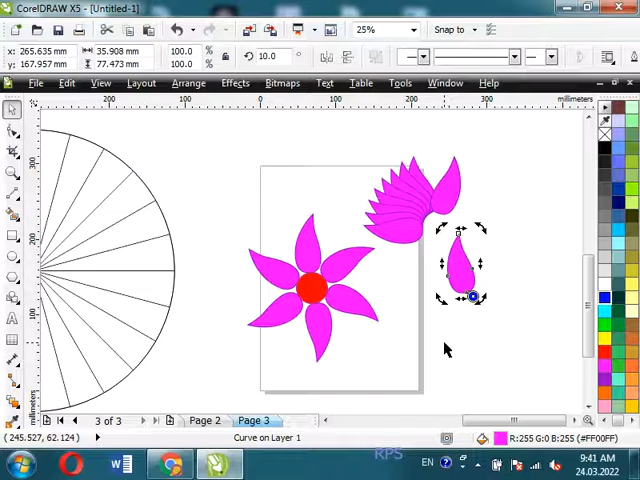 CorelDRAW X5 - [Untitled-1]
25% Snap to
x: 265.635 mm 35.908 mm 100.0 %
y: 167.957 mm 77.473 mm 100.0 % 10.0 °
File Edit View Layout Arrange Effects Bitmaps Text Table Tools Window Help
200 100 0 100 200 300 millimeters
300
200
100
0
millimeters
3 of 3 Page 2 Page 3
(245.527, 62.124) Curve on Layer 1 R:255 G:0 B:255 (#FF00FF)
RPS
W EN 9:41 AM
24.03.2022